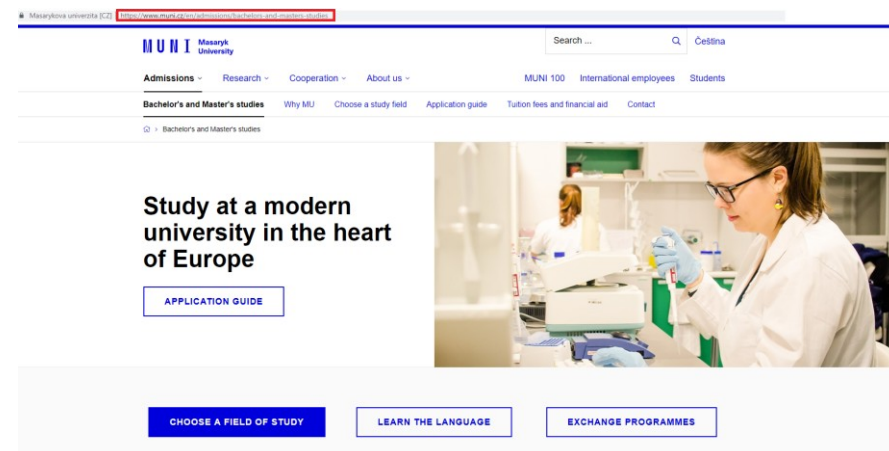 Masarykova univerzita [CZ] https://www.muni.cz/en/admissions/bachelors-and-masters-studies
MUNI Masaryk University
Search ... Čeština
Admissions Research Cooperation About us MUNI 100 International employees Students
Bachelor's and Master's studies Why MU Choose a study field Application guide Tuition fees and financial aid Contact
Bachelor's and Master's studies
Study at a modern
university in the heart
of Europe
APPLICATION GUIDE
CHOOSE A FIELD OF STUDY LEARN THE LANGUAGE EXCHANGE PROGRAMMES